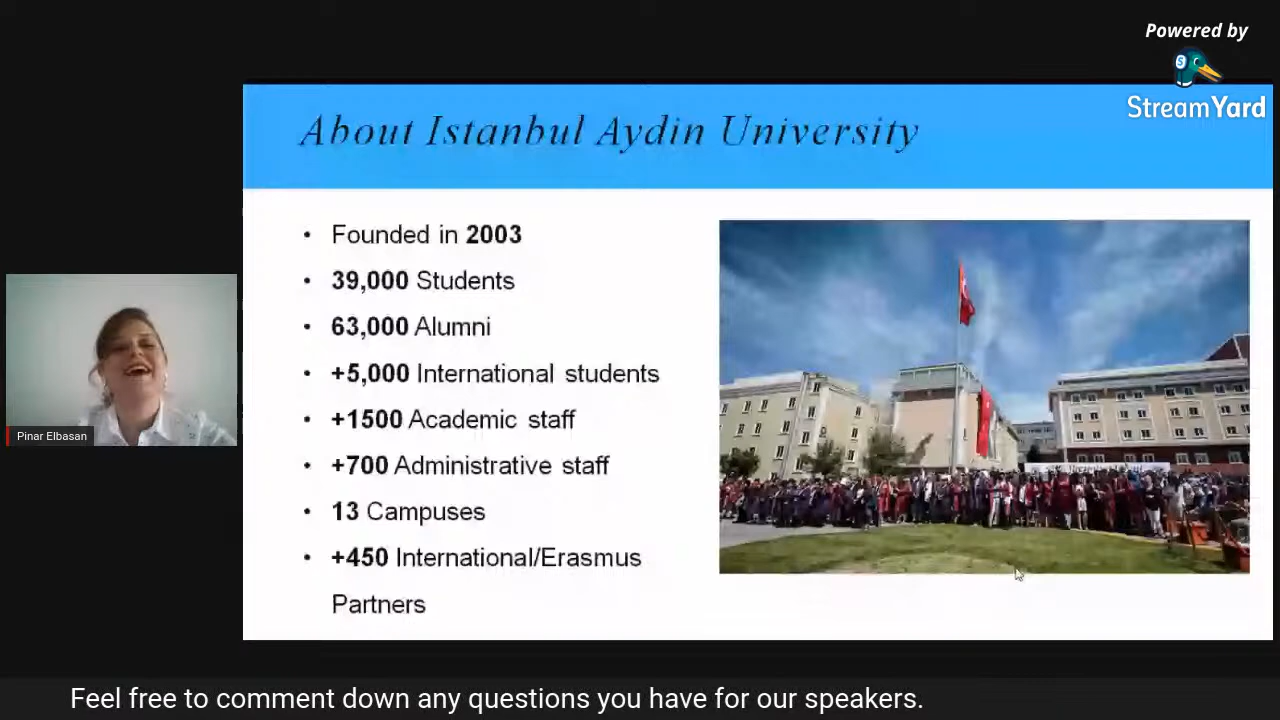 Powered by
StreamYard
About Istanbul Aydin University
• Founded in 2003
• 39,000 Students
• 63,000 Alumni
• +5,000 International students
• +1500 Academic staff
• +700 Administrative staff
• 13 Campuses
• +450 International/Erasmus
Partners
Pinar Elbasan
Feel free to comment down any questions you have for our speakers.